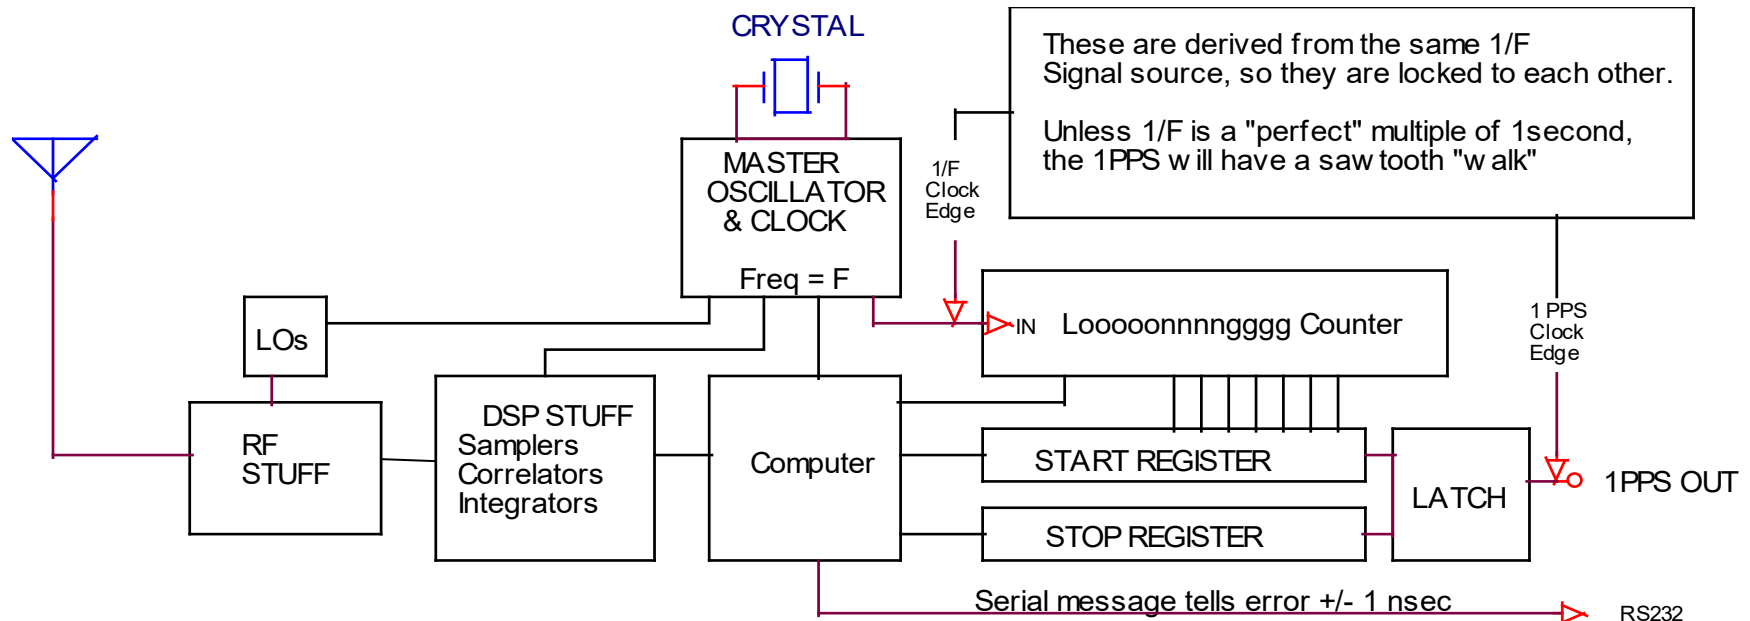 CRYSTAL
These are derived from the same 1/F
Signal source, so they are locked to each other.
Unless 1/F is a "perfect" multiple of 1second,
the 1PPS will have a saw tooth "walk"
MASTER
OSCILLATOR
& CLOCK
Freq = F
1/F
Clock
Edge
LOs
IN
Looooonnnngggg Counter
1 PPS
Clock
Edge
RF
STUFF
DSP STUFF
Samplers
Correlators
Integrators
Computer
START REGISTER
STOP REGISTER
LATCH
1PPS OUT
Serial message tells error +/- 1 nsec
RS232